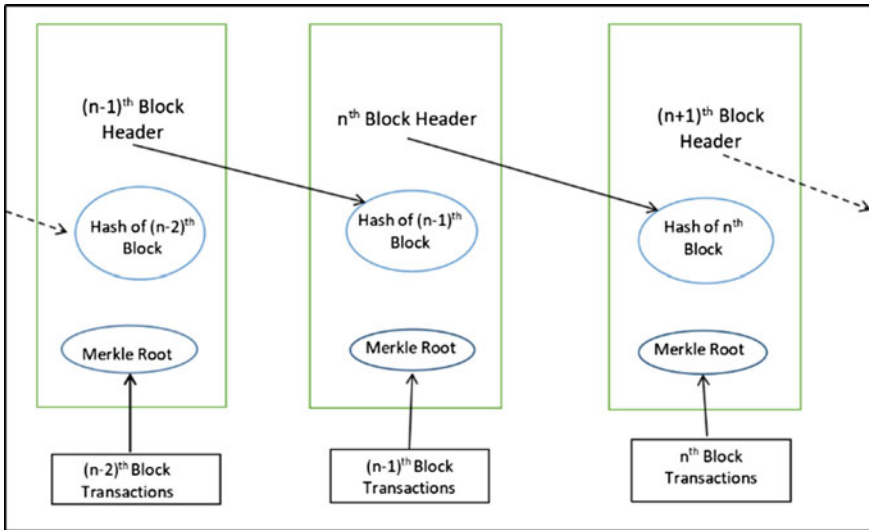 (n-1)th Block
Header
Hash of (n-2)th
Block
Merkle Root
(n-2)th Block
Transactions
nth Block Header
Hash of (n-1)th
Block
Merkle Root
(n-1)th Block
Transactions
(n+1)th Block
Header
Hash of nth
Block
Merkle Root
nth Block
Transactions